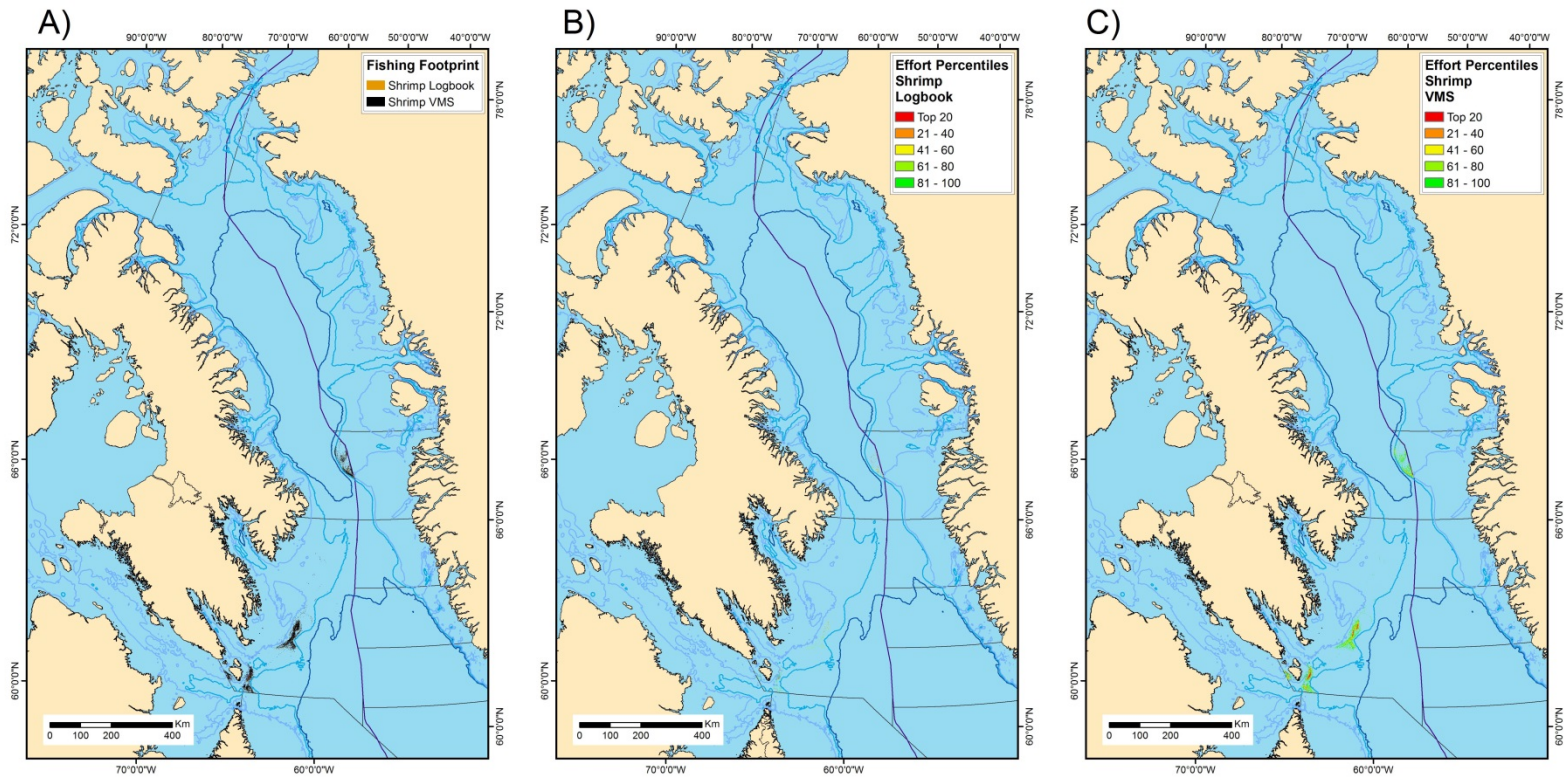 A)
90°0'0"W 80°0'0"W 70°0'0"W 60°0'0"W 50°0'0"W 40°0'0"W
Fishing Footprint
Shrimp Logbook
Shrimp VMS
78°0'0"N
72°0'0"N
72°0'0"N
66°0'0"N
66°0'0"N
60°0'0"N
60°0'0"N
Km
0 100 200 400
70°0'0"W 60°0'0"W
B)
90°0'0"W 80°0'0"W 70°0'0"W 60°0'0"W 50°0'0"W 40°0'0"W
Effort Percentiles
Shrimp
Logbook
Top 20
21 - 40
41 - 60
61 - 80
81 - 100
78°0'0"N
72°0'0"N
72°0'0"N
66°0'0"N
66°0'0"N
60°0'0"N
60°0'0"N
Km
0 100 200 400
70°0'0"W 60°0'0"W
C)
90°0'0"W 80°0'0"W 70°0'0"W 60°0'0"W 50°0'0"W 40°0'0"W
Effort Percentiles
Shrimp
VMS
Top 20
21 - 40
41 - 60
61 - 80
81 - 100
78°0'0"N
72°0'0"N
72°0'0"N
66°0'0"N
66°0'0"N
60°0'0"N
60°0'0"N
Km
0 100 200 400
70°0'0"W 60°0'0"W